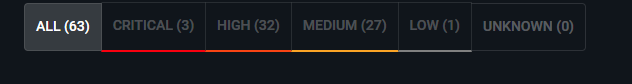 ALL (63) CRITICAL (3) HIGH (32) MEDIUM (27) LOW (1) UNKNOWN (0)